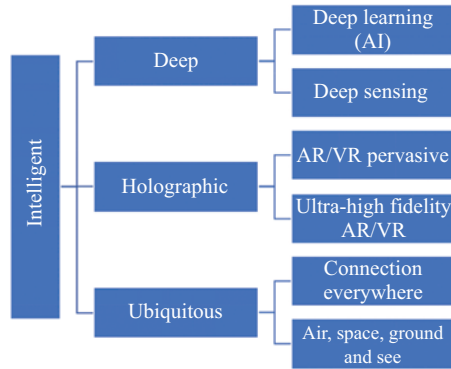 Intelligent
Deep
Deep learning
(AI)
Deep sensing
Holographic
AR/VR pervasive
Ultra-high fidelity
AR/VR
Ubiquitous
Connection
everywhere
Air, space, ground
and see